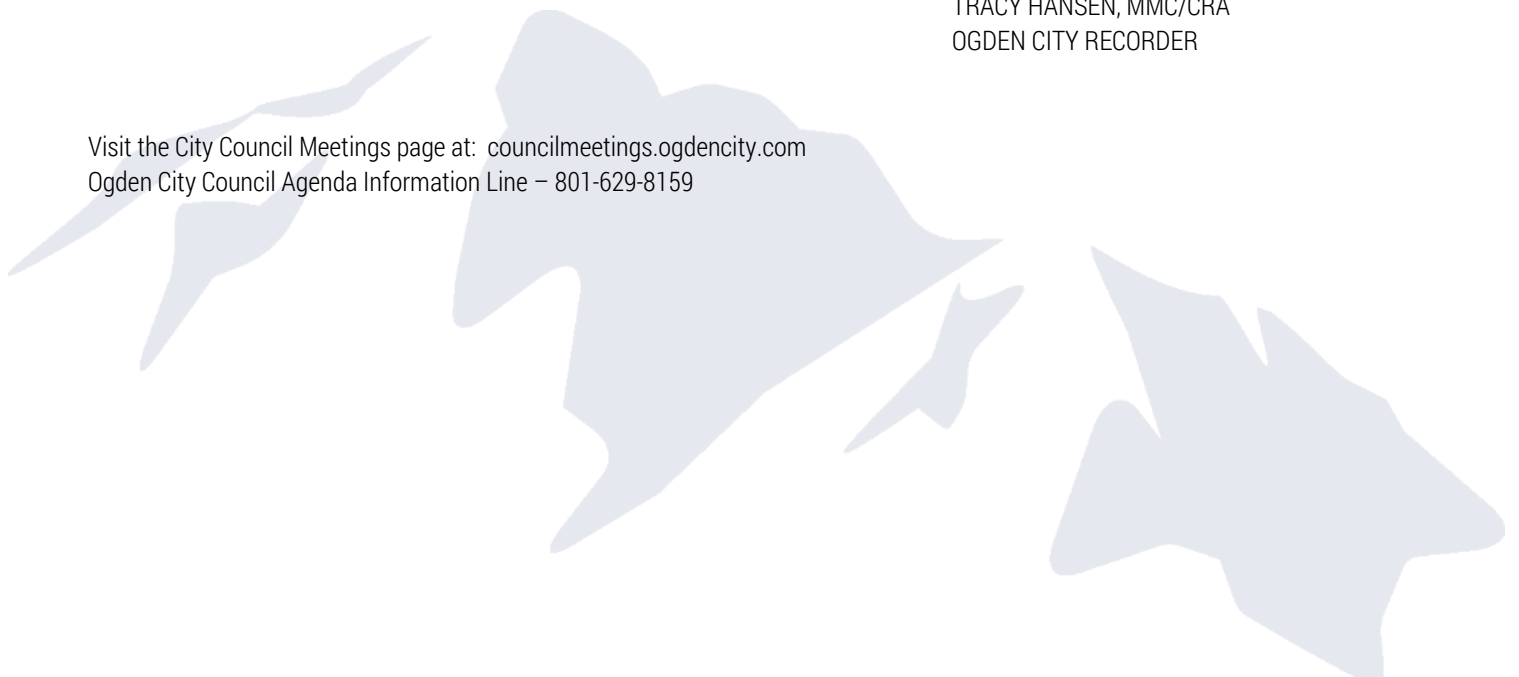 TRACY HANSEN, MMC/CRA
OGDEN CITY RECORDER
Visit the City Council Meetings page at: councilmeetings.ogdencity.com
Ogden City Council Agenda Information Line – 801-629-8159